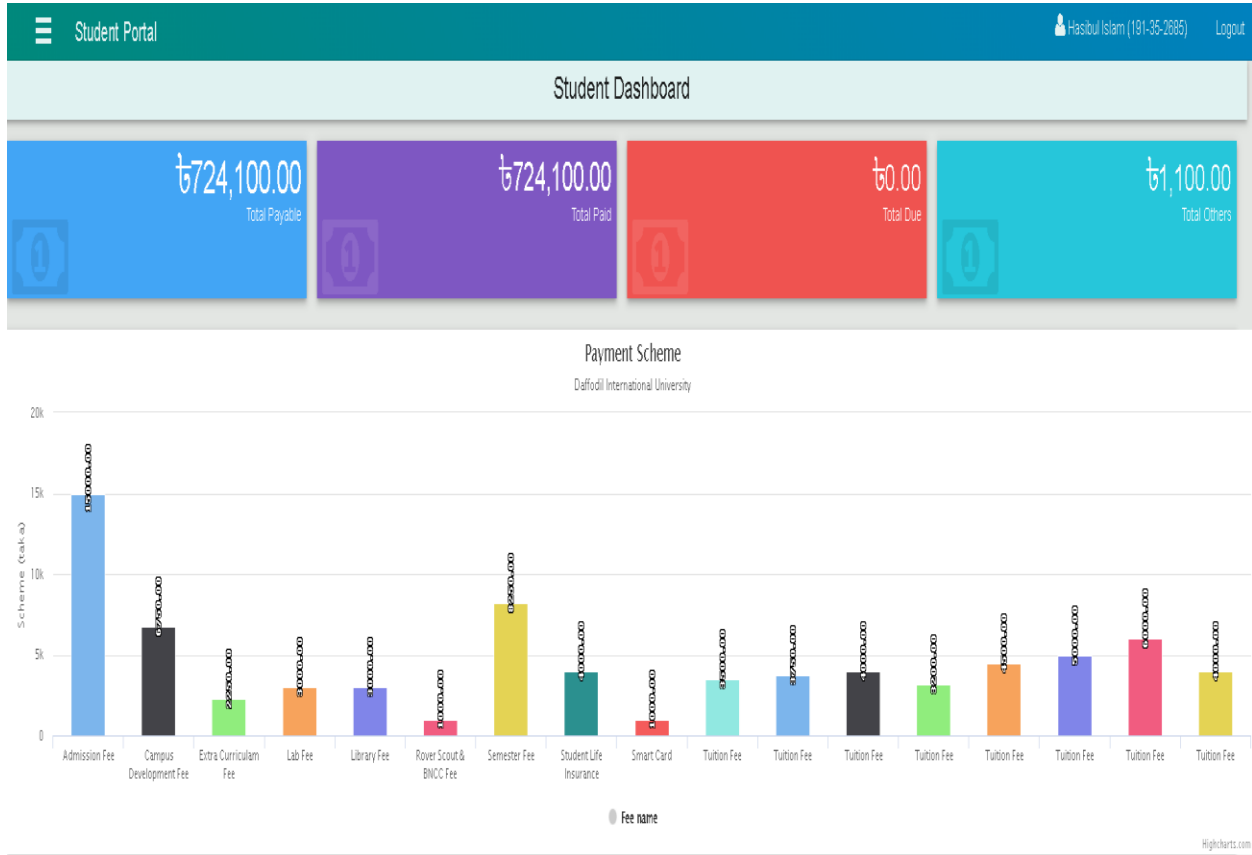 Student Portal
Hasibul Islam (191-35-2685) Logout
Student Dashboard
৳724,100.00
Total Payable
৳724,100.00
Total Paid
৳0.00
Total Due
৳1,100.00
Total Others
Payment Scheme
Daffodil International University
Scheme (taka)
20k
15k
10k
5k
0
15000.00
6750.00
2250.00
3000.00
3000.00
1000.00
8250.00
4000.00
1000.00
3500.00
3750.00
4000.00
3200.00
4500.00
5000.00
6000.00
4000.00
Admission Fee
Campus
Development Fee
Extra Curriculam
Fee
Lab Fee
Library Fee
Rover Scout &
BNCC Fee
Semester Fee
Student Life
Insurance
Smart Card
Tuition Fee
Tuition Fee
Tuition Fee
Tuition Fee
Tuition Fee
Tuition Fee
Tuition Fee
Tuition Fee
Fee name
Highcharts.com